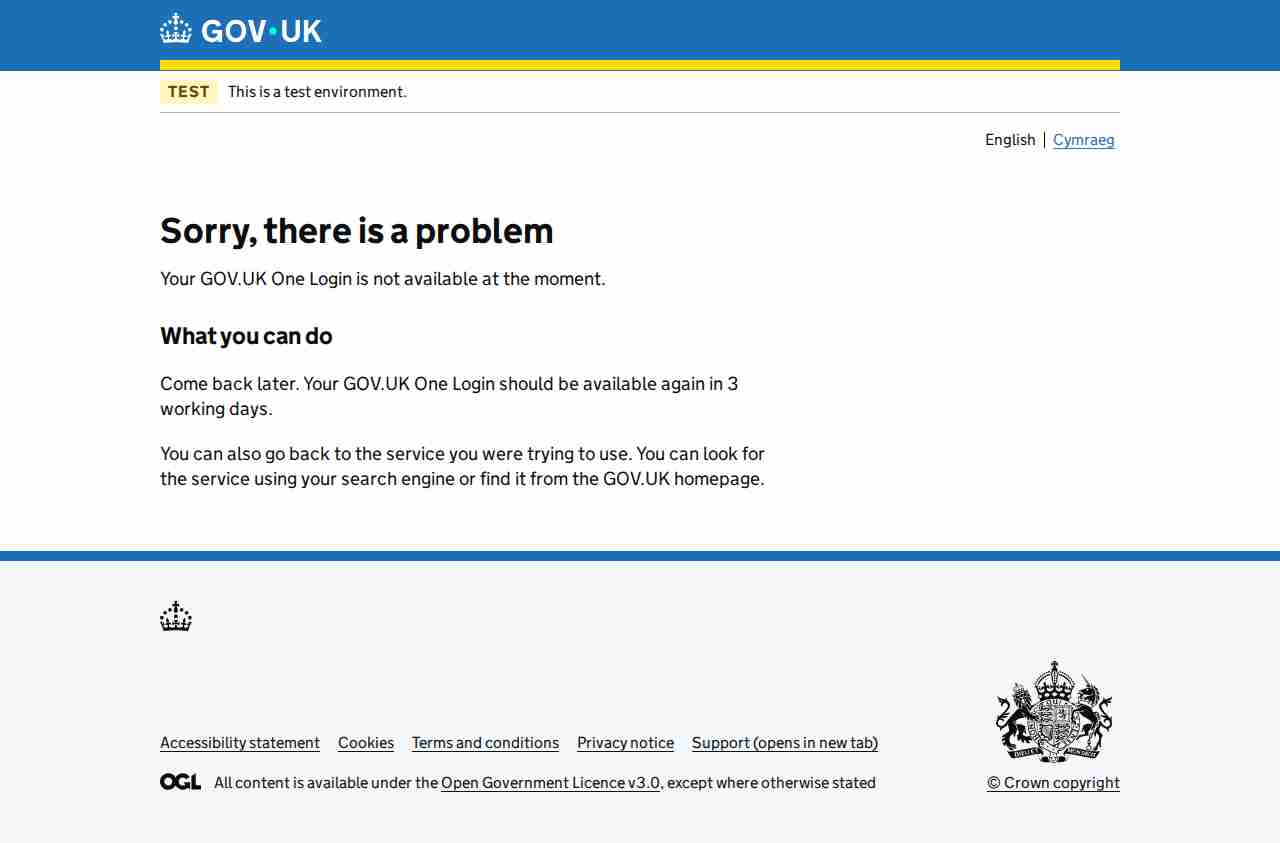 GOV·UK
TEST This is a test environment.
English | Cymraeg
Sorry, there is a problem
Your GOV.UK One Login is not available at the moment.
What you can do
Come back later. Your GOV.UK One Login should be available again in 3
working days.
You can also go back to the service you were trying to use. You can look for
the service using your search engine or find it from the GOV.UK homepage.
Accessibility statement Cookies Terms and conditions Privacy notice Support (opens in new tab)
OGL All content is available under the Open Government Licence v3.0, except where otherwise stated
© Crown copyright